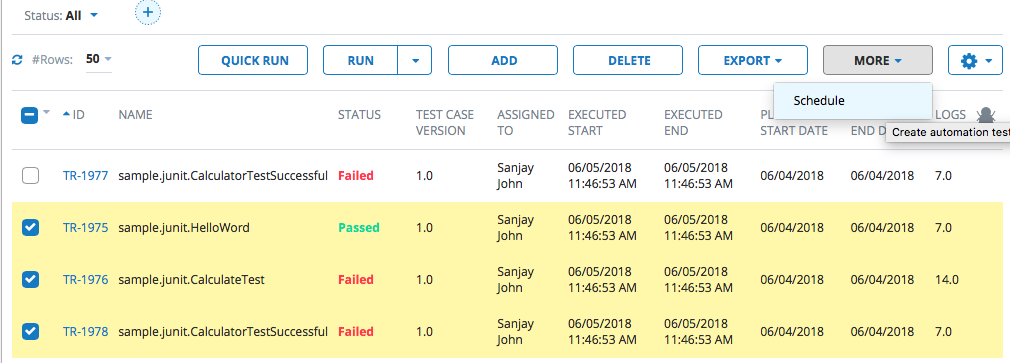 Status: All
#Rows: 50 QUICK RUN RUN ADD DELETE EXPORT MORE
Schedule
Create automation test
ID NAME STATUS TEST CASE VERSION ASSIGNED TO EXECUTED START EXECUTED END START DATE LOGS
TR-1977 sample.junit.CalculatorTestSuccessful Failed 1.0 Sanjay John 06/05/2018 11:46:53 AM 06/05/2018 11:46:53 AM 06/04/2018 06/04/2018 7.0
TR-1975 sample.junit.HelloWord Passed 1.0 Sanjay John 06/05/2018 11:46:53 AM 06/05/2018 11:46:53 AM 06/04/2018 06/04/2018 7.0
TR-1976 sample.junit.CalculateTest Failed 1.0 Sanjay John 06/05/2018 11:46:53 AM 06/05/2018 11:46:53 AM 06/04/2018 06/04/2018 14.0
TR-1978 sample.junit.CalculatorTestSuccessful Failed 1.0 Sanjay John 06/05/2018 11:46:53 AM 06/05/2018 11:46:53 AM 06/04/2018 06/04/2018 7.0